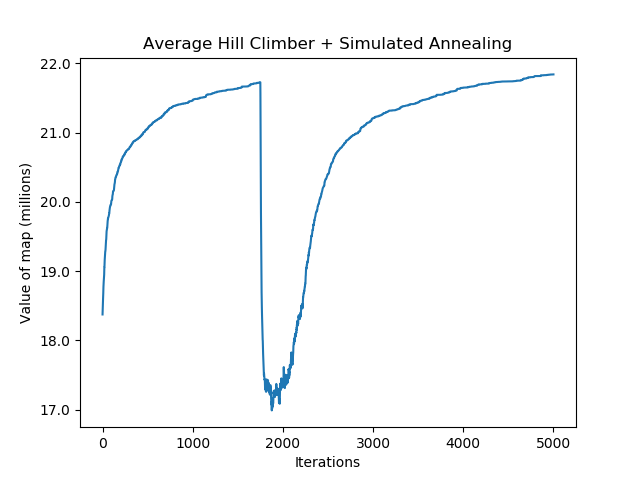 Average Hill Climber + Simulated Annealing
22.0
21.0
20.0
19.0
18.0
17.0
Value of map (millions)
0 1000 2000 3000 4000 5000
Iterations